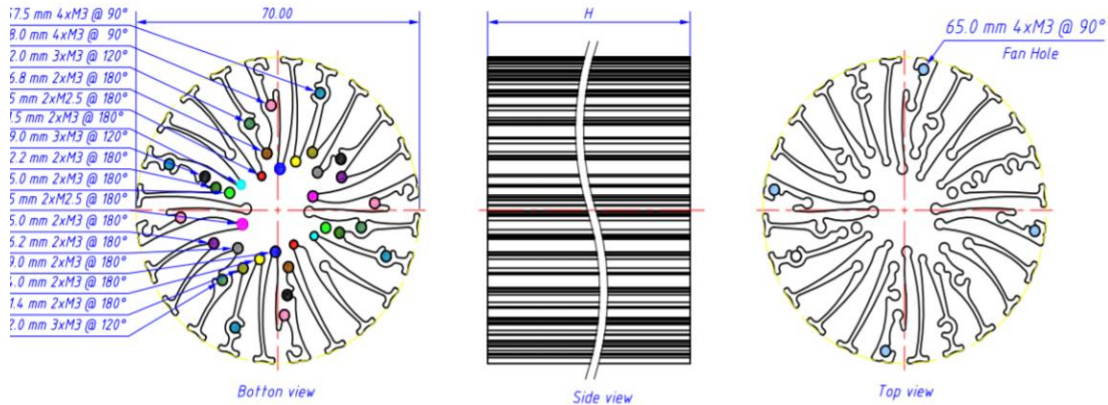 70.00
H
57.5 mm 4xM3 @ 90°
8.0 mm 4xM3 @ 90°
2.0 mm 3xM3 @ 120°
6.8 mm 2xM3 @ 180°
5 mm 2xM2.5 @ 180°
.5 mm 2xM3 @ 180°
9.0 mm 3xM3 @ 120°
2.2 mm 2xM3 @ 180°
5.0 mm 2xM3 @ 180°
5 mm 2xM2.5 @ 180°
5.0 mm 2xM3 @ 180°
6.2 mm 2xM3 @ 180°
9.0 mm 2xM3 @ 180°
4.0 mm 2xM3 @ 180°
1.4 mm 2xM3 @ 180°
2.0 mm 3xM3 @ 120°
65.0 mm 4xM3 @ 90°
Fan Hole
Botton view
Side view
Top view